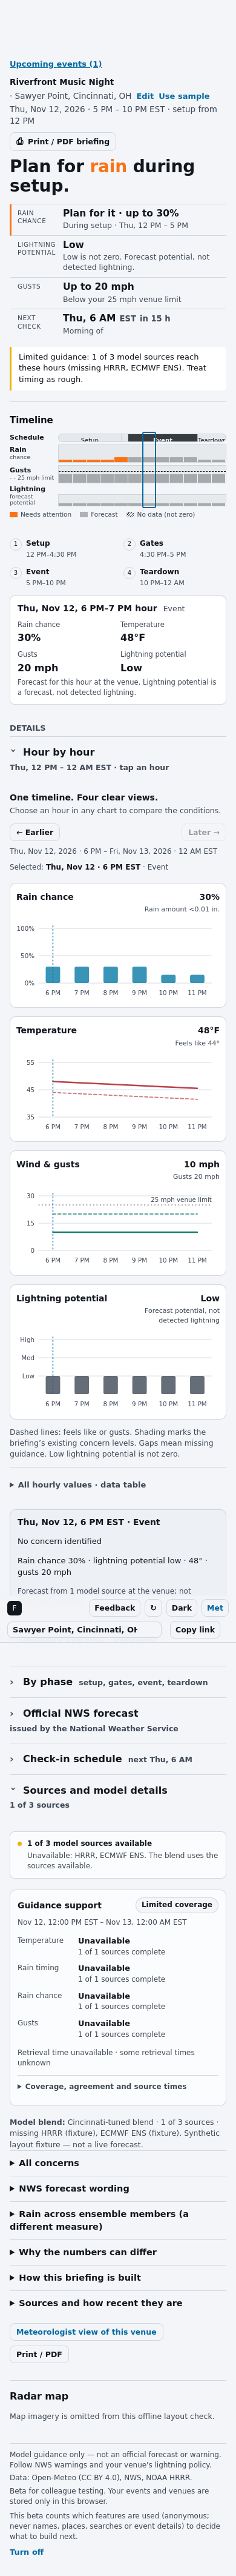 Upcoming events (1)
Riverfront Music Night
· Sawyer Point, Cincinnati, OH Edit Use sample
Thu, Nov 12, 2026 · 5 PM – 10 PM EST · setup from
12 PM
Print / PDF briefing
Plan for rain during
setup.
RAIN CHANCE
Plan for it · up to 30%
During setup · Thu, 12 PM – 5 PM
LIGHTNING POTENTIAL
Low
Low is not zero. Forecast potential, not
detected lightning.
GUSTS
Up to 20 mph
Below your 25 mph venue limit
NEXT CHECK
Thu, 6 AM EST in 15 h
Morning of
Limited guidance: 1 of 3 model sources reach
these hours (missing HRRR, ECMWF ENS). Treat
timing as rough.
Timeline
Schedule
Setup Event Teardown
Rain
chance
Gusts
- - 25 mph limit
Lightning
forecast
potential
Needs attention Forecast No data (not zero)
1 Setup
12 PM–4:30 PM
2 Gates
4:30 PM–5 PM
3 Event
5 PM–10 PM
4 Teardown
10 PM–12 AM
Thu, Nov 12, 6 PM–7 PM hour Event
Rain chance Temperature
30% 48°F
Gusts Lightning potential
20 mph Low
Forecast for this hour at the venue. Lightning potential is
a forecast, not detected lightning.
DETAILS
Hour by hour
Thu, 12 PM – 12 AM EST · tap an hour
One timeline. Four clear views.
Choose an hour in any chart to compare the conditions.
← Earlier Later →
Thu, Nov 12, 2026 · 6 PM – Fri, Nov 13, 2026 · 12 AM EST
Selected: Thu, Nov 12 · 6 PM EST · Event
Rain chance 30%
Rain amount <0.01 in.
100%
50%
0%
6 PM 7 PM 8 PM 9 PM 10 PM 11 PM
Temperature 48°F
Feels like 44°
55
45
35
6 PM 7 PM 8 PM 9 PM 10 PM 11 PM
Wind & gusts 10 mph
Gusts 20 mph
25 mph venue limit
30
15
0
6 PM 7 PM 8 PM 9 PM 10 PM 11 PM
Lightning potential Low
Forecast potential, not
detected lightning
High
Mod
Low
6 PM 7 PM 8 PM 9 PM 10 PM 11 PM
Dashed lines: feels like or gusts. Shading marks the
briefing's existing concern levels. Gaps mean missing
guidance. Low lightning potential is not zero.
All hourly values · data table
Thu, Nov 12, 6 PM EST · Event
No concern identified
Rain chance 30% · lightning potential low · 48° ·
gusts 20 mph
Forecast from 1 model source at the venue; not
F Feedback ↻ Dark Met
Sawyer Point, Cincinnati, OH Copy link
By phase setup, gates, event, teardown
Official NWS forecast
issued by the National Weather Service
Check-in schedule next Thu, 6 AM
Sources and model details
1 of 3 sources
1 of 3 model sources available
Unavailable: HRRR, ECMWF ENS. The blend uses the
sources available.
Guidance support Limited coverage
Nov 12, 12:00 PM EST – Nov 13, 12:00 AM EST
Temperature Unavailable
1 of 1 sources complete
Rain timing Unavailable
1 of 1 sources complete
Rain chance Unavailable
1 of 1 sources complete
Gusts Unavailable
1 of 1 sources complete
Retrieval time unavailable · some retrieval times
unknown
Coverage, agreement and source times
Model blend: Cincinnati-tuned blend · 1 of 3 sources ·
missing HRRR (fixture), ECMWF ENS (fixture). Synthetic
layout fixture — not a live forecast.
All concerns
NWS forecast wording
Rain across ensemble members (a
different measure)
Why the numbers can differ
How this briefing is built
Sources and how recent they are
Meteorologist view of this venue
Print / PDF
Radar map
Map imagery is omitted from this offline layout check.
Model guidance only — not an official forecast or warning.
Follow NWS warnings and your venue's lightning policy.
Data: Open-Meteo (CC BY 4.0), NWS, NOAA HRRR.
Beta for colleague testing. Your events and venues are
stored only in this browser.
This beta counts which features are used (anonymous;
never names, places, searches or event details) to decide
what to build next.
Turn off